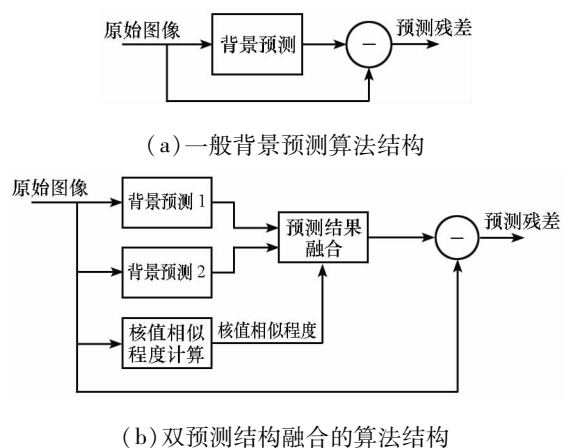 原始图像
背景预测
−
预测残差
(a)一般背景预测算法结构
原始图像
背景预测 1
背景预测 2
核值相似
程度计算
核值相似程度
预测结果
融合
−
预测残差
(b)双预测结构融合的算法结构